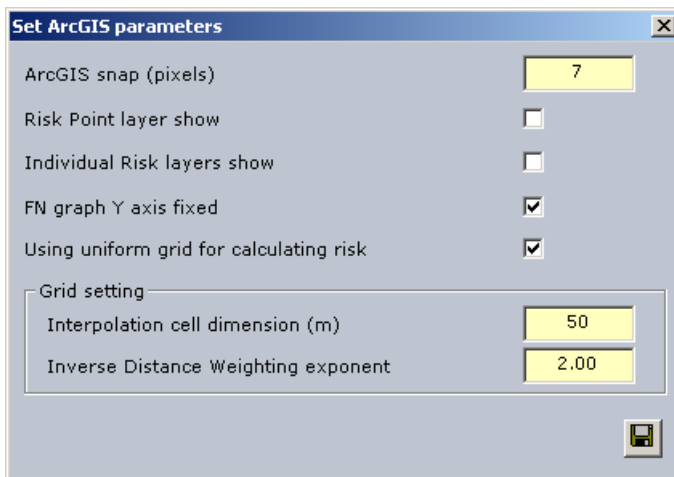 Set ArcGIS parameters
ArcGIS snap (pixels) 7
Risk Point layer show
Individual Risk layers show
FN graph Y axis fixed
Using uniform grid for calculating risk
Grid setting
Interpolation cell dimension (m) 50
Inverse Distance Weighting exponent 2.00